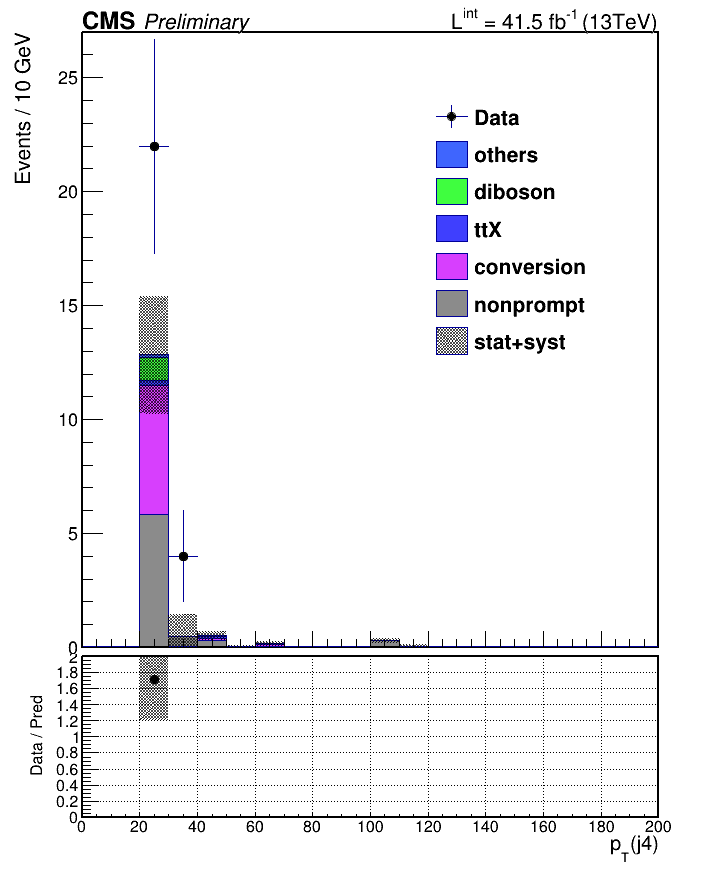 CMS Preliminary
L^int = 41.5 fb^-1 (13TeV)
Events / 10 GeV
25
20
15
10
5
0
Data
others
diboson
ttX
conversion
nonprompt
stat+syst
Data / Pred
2
1.8
1.6
1.4
1.2
1
0.8
0.6
0.4
0.2
0
0 20 40 60 80 100 120 140 160 180 200
p_T(j4)